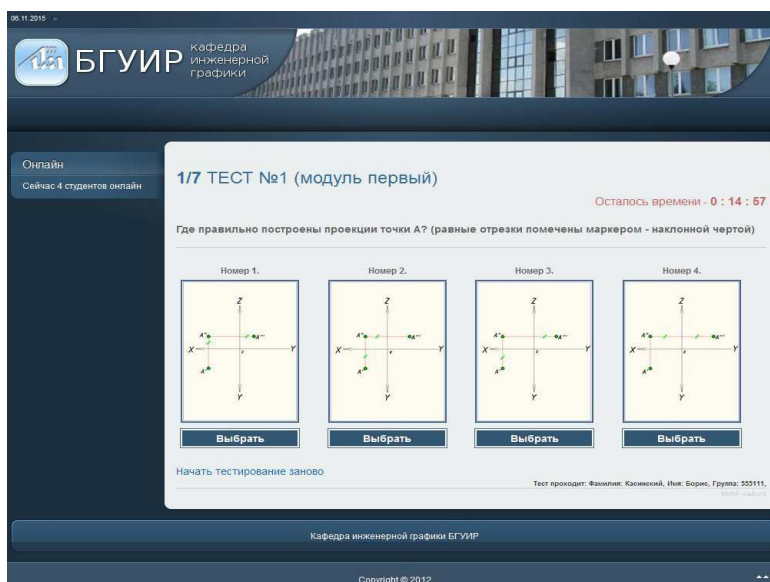 06.11.2015
БГУИР
кафедра
инженерной
графики
Онлайн
Сейчас 4 студентов онлайн
1/7 ТЕСТ №1 (модуль первый)
Осталось времени - 0 : 14 : 57
Где правильно построены проекции точки А? (равные отрезки помечены маркером - наклонной чертой)
Номер 1. Номер 2. Номер 3. Номер 4.
Z Z Z Z
A'' A''' A'' A''' A'' A''' A'' A'''
X Y X Y X Y X Y
A' A' A' A'
Y Y Y Y
Выбрать Выбрать Выбрать Выбрать
Начать тестирование заново
Тест проходит: Фамилия: Касинский, Имя: Борис, Группа: 555111,
Кафедра инженерной графики БГУИР
Copyright © 2012